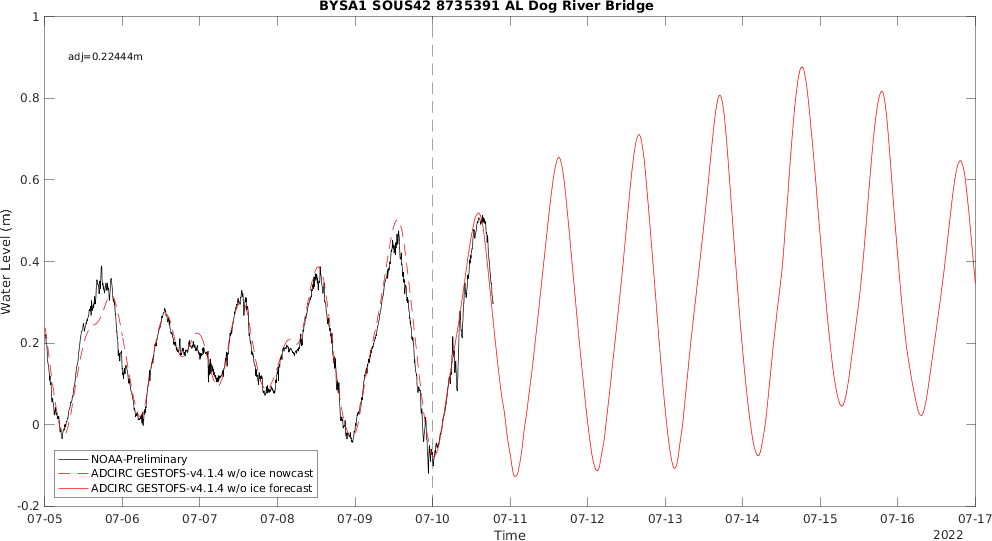 BYSA1 SOUS42 8735391 AL Dog River Bridge
adj=0.22444m
1
0.8
0.6
0.4
0.2
0
-0.2
Water Level (m)
NOAA-Preliminary
ADCIRC GESTOFS-v4.1.4 w/o ice nowcast
ADCIRC GESTOFS-v4.1.4 w/o ice forecast
07-05 07-06 07-07 07-08 07-09 07-10 07-11 07-12 07-13 07-14 07-15 07-16 07-17
Time
2022